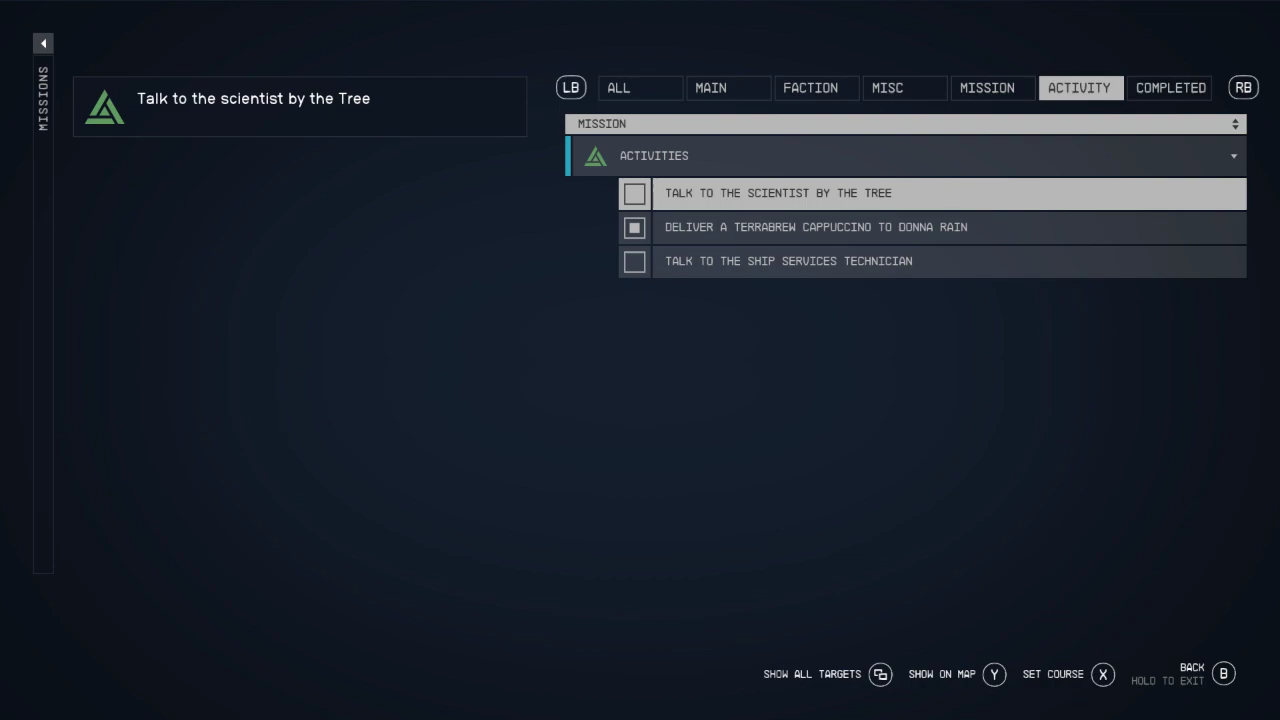 MISSIONS
Talk to the scientist by the Tree
LB ALL MAIN FACTION MISC MISSION ACTIVITY COMPLETED RB
MISSION
ACTIVITIES
TALK TO THE SCIENTIST BY THE TREE
DELIVER A TERRABREW CAPPUCCINO TO DONNA RAIN
TALK TO THE SHIP SERVICES TECHNICIAN
SHOW ALL TARGETS SHOW ON MAP Y SET COURSE X BACK B
HOLD TO EXIT